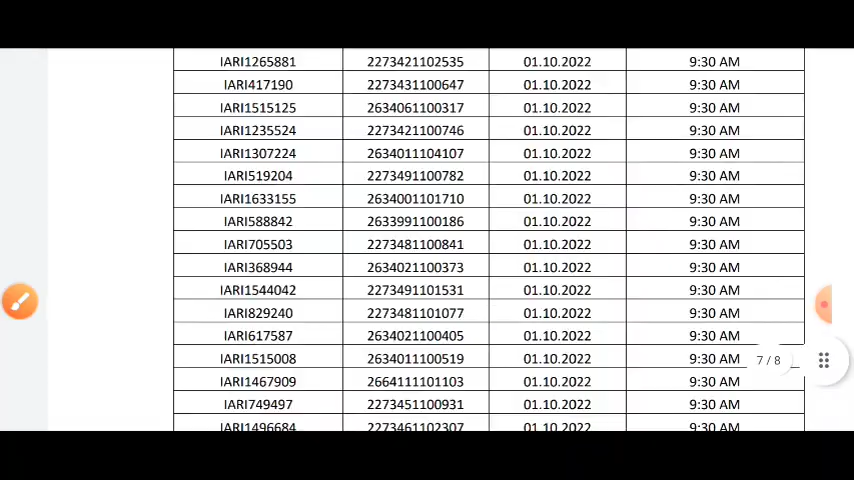 IARI1265881 2273421102535 01.10.2022 9:30 AM
IARI417190 2273431100647 01.10.2022 9:30 AM
IARI1515125 2634061100317 01.10.2022 9:30 AM
IARI1235524 2273421100746 01.10.2022 9:30 AM
IARI1307224 2634011104107 01.10.2022 9:30 AM
IARI519204 2273491100782 01.10.2022 9:30 AM
IARI1633155 2634001101710 01.10.2022 9:30 AM
IARI588842 2633991100186 01.10.2022 9:30 AM
IARI705503 2273481100841 01.10.2022 9:30 AM
IARI368944 2634021100373 01.10.2022 9:30 AM
IARI1544042 2273491101531 01.10.2022 9:30 AM
IARI829240 2273481101077 01.10.2022 9:30 AM
IARI617587 2634021100405 01.10.2022 9:30 AM
IARI1515008 2634011100519 01.10.2022 9:30 AM
7 / 8
IARI1467909 2664111101103 01.10.2022 9:30 AM
IARI749497 2273451100931 01.10.2022 9:30 AM
IARI1496684 2273461102307 01.10.2022 9:30 AM